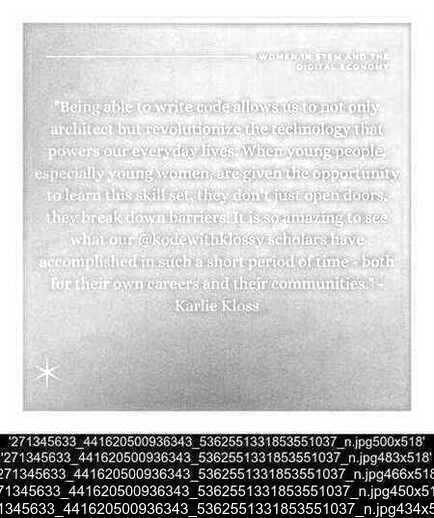 WOMEN IN STEM AND THE
DIGITAL ECONOMY
"Being able to write code allows us to not only
architect but revolutionize the technology that
powers our everyday lives. When young people,
especially young women, are given the opportunity
to learn this skill set, they don't just open doors,
they break down barriers. It is so amazing to see
what our @kodewithklossy scholars have
accomplished in such a short period of time - both
for their own careers and their communities." -
Karlie Kloss
'271345633_441620500936343_5362551331853551037_n.jpg500x518'
'271345633_441620500936343_5362551331853551037_n.jpg483x518'
271345633_441620500936343_5362551331853551037_n.jpg466x518
71345633_441620500936343_5362551331853551037_n.jpg450x51
1345633_441620500936343_5362551331853551037_n.jpg434x5